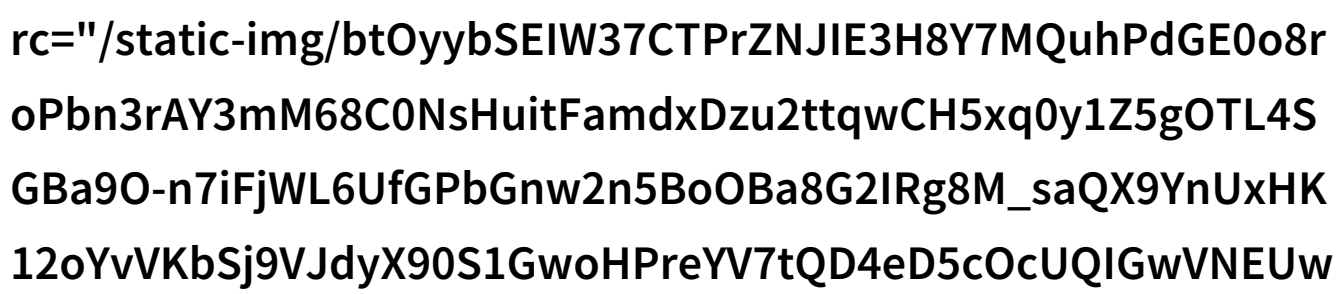 rc="/static-img/btOyybSEIW37CTPrZNJIE3H8Y7MQuhPdGE0o8r
oPbn3rAY3mM68C0NsHuitFamdxDzu2ttqwCH5xq0y1Z5gOTL4S
GBa9O-n7iFjWL6UfGPbGnw2n5BoOBa8G2IRg8M_saQX9YnUxHK
12oYvVKbSj9VJdyX90S1GwoHPreYV7tQD4eD5cOcUQIGwVNEUw